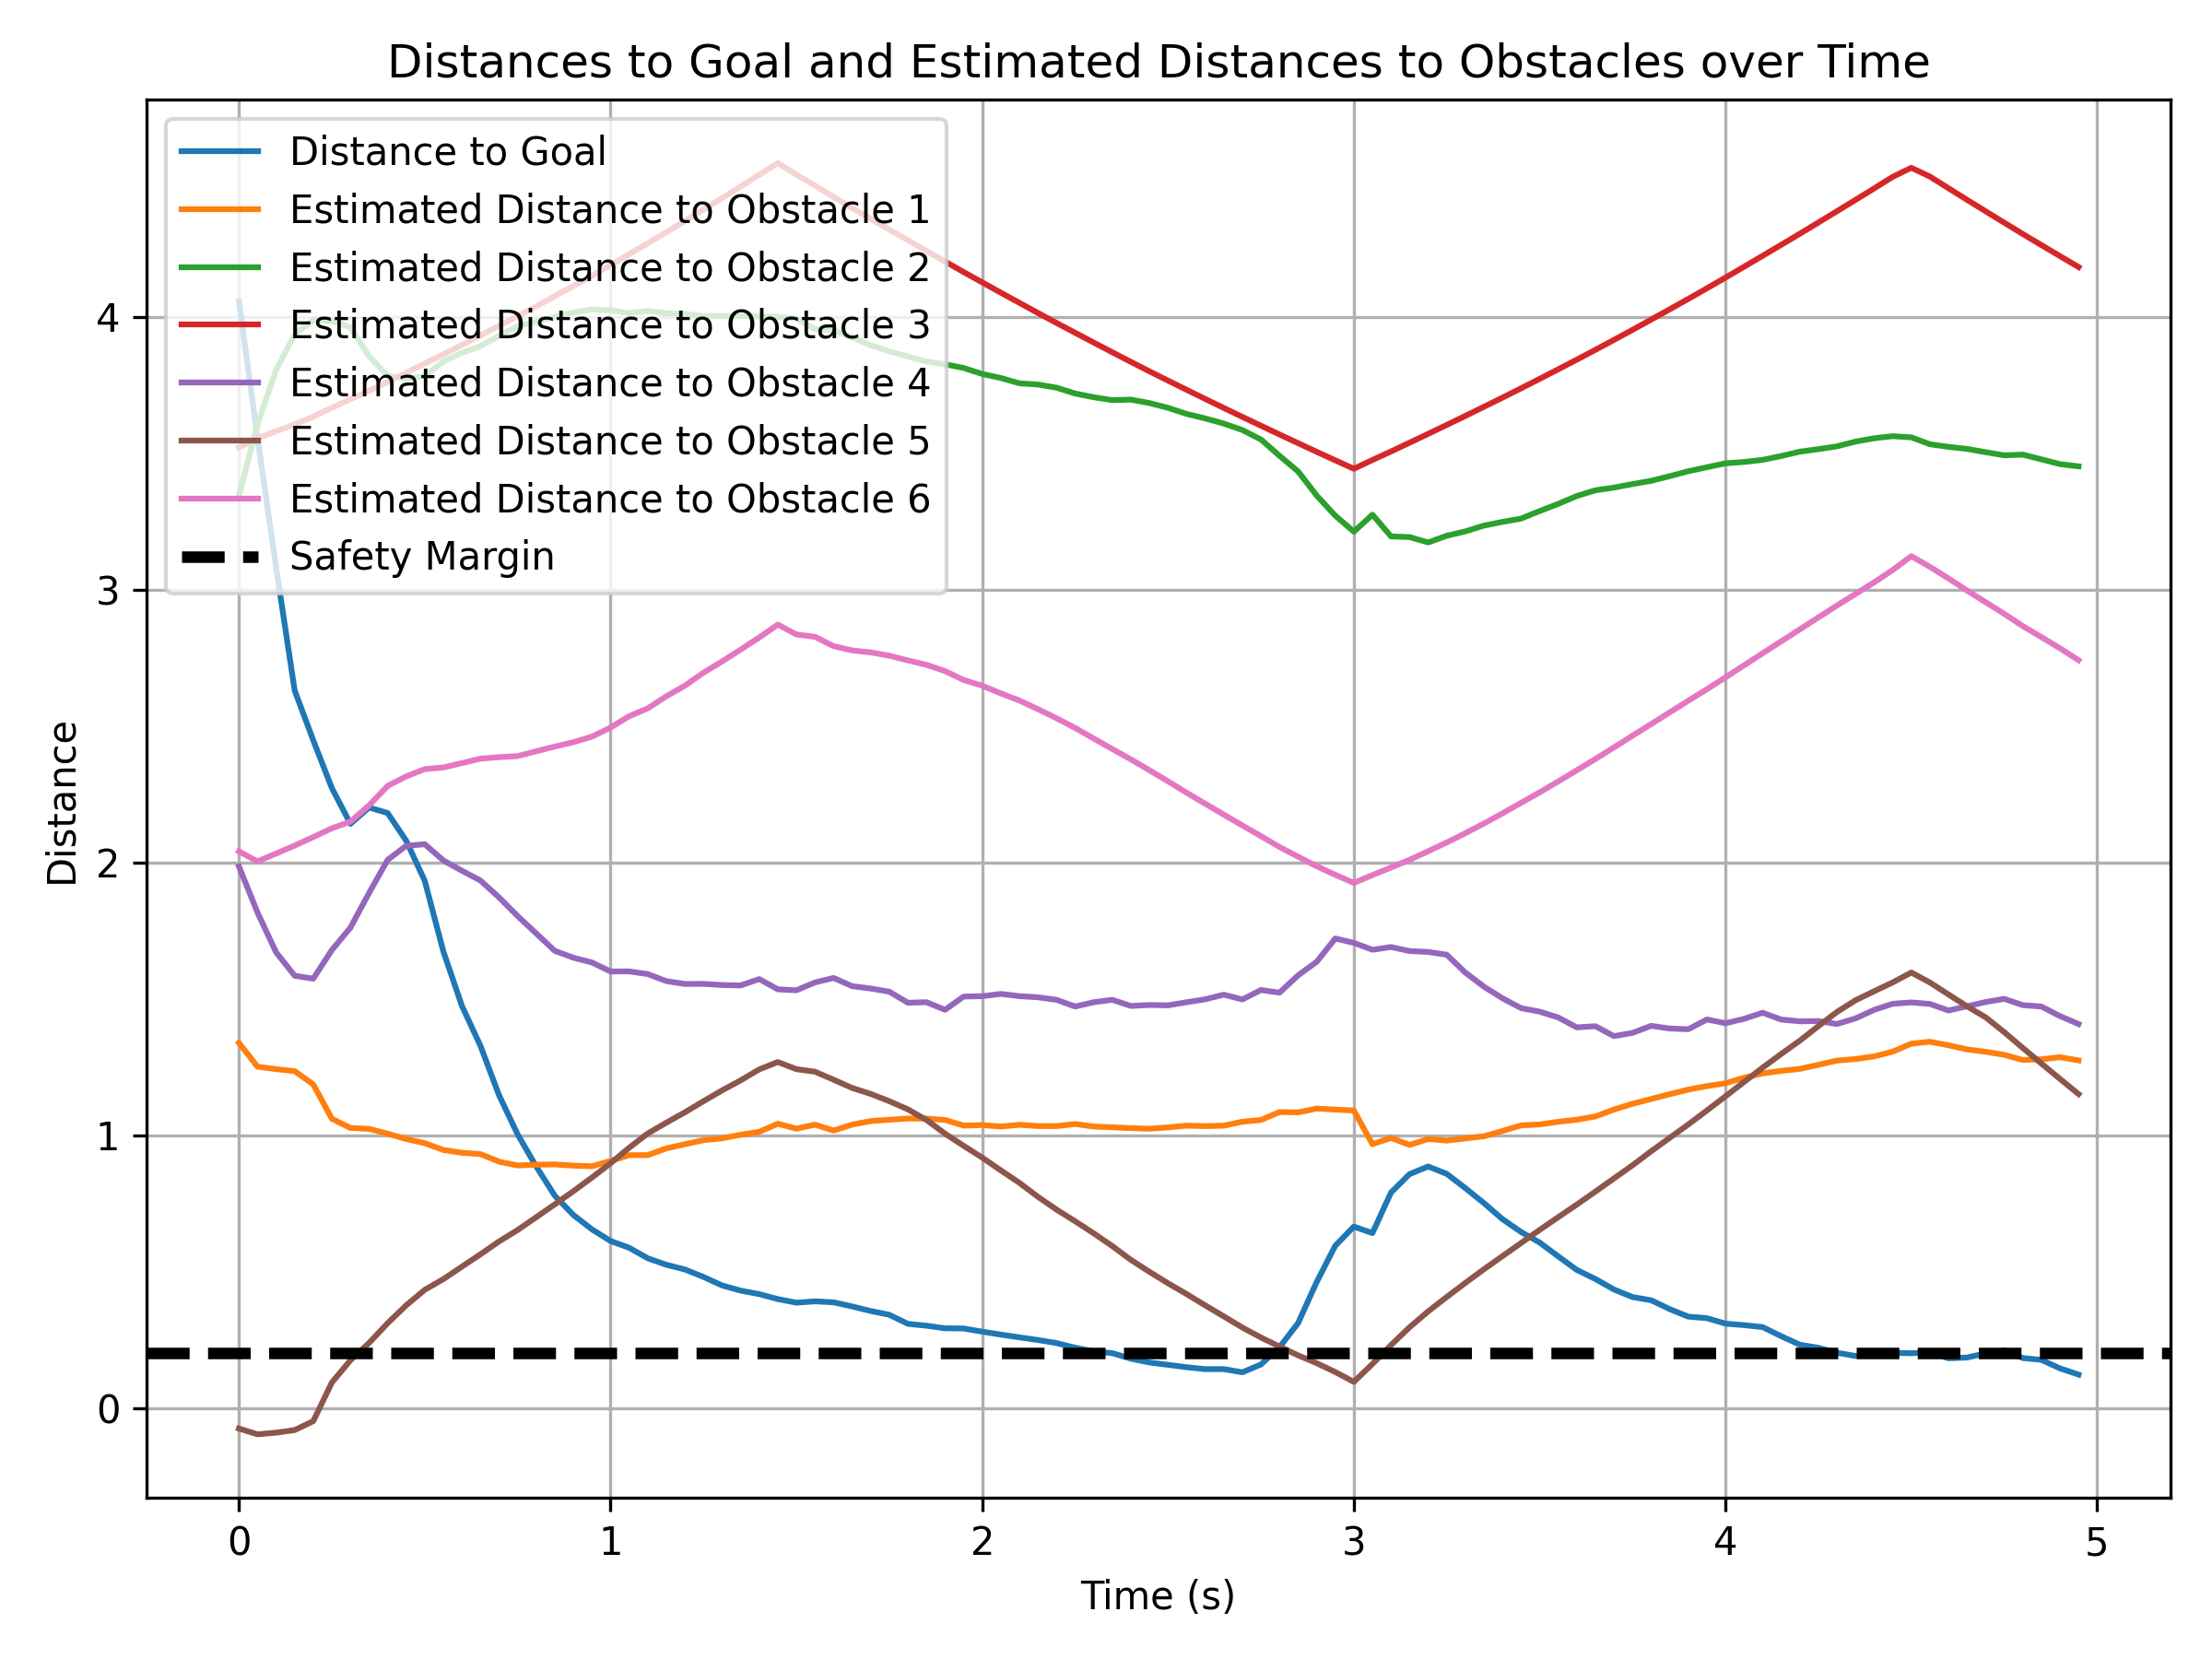 Distances to Goal and Estimated Distances to Obstacles over Time
Distance to Goal
Estimated Distance to Obstacle 1
Estimated Distance to Obstacle 2
Estimated Distance to Obstacle 3
Estimated Distance to Obstacle 4
Estimated Distance to Obstacle 5
Estimated Distance to Obstacle 6
Safety Margin
Distance
4
3
2
1
0
0 1 2 3 4 5
Time (s)